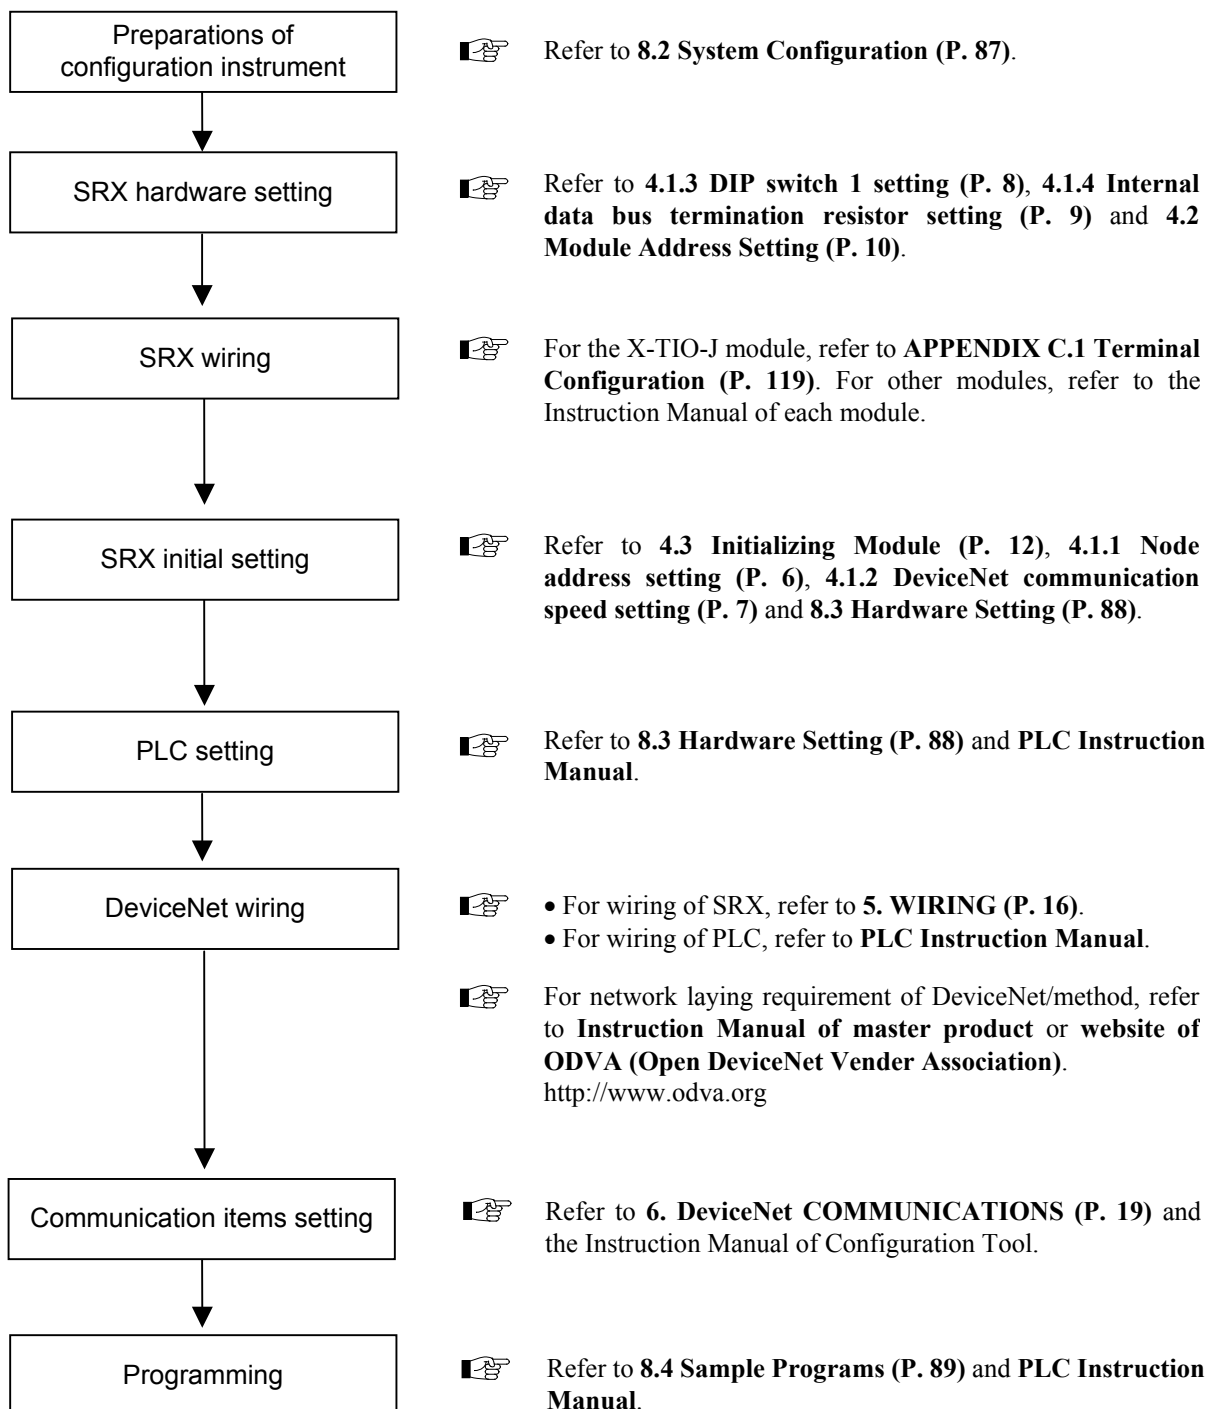 Preparations of
configuration instrument
Refer to 8.2 System Configuration (P. 87).
SRX hardware setting
Refer to 4.1.3 DIP switch 1 setting (P. 8), 4.1.4 Internal
data bus termination resistor setting (P. 9) and 4.2
Module Address Setting (P. 10).
SRX wiring
For the X-TIO-J module, refer to APPENDIX C.1 Terminal
Configuration (P. 119). For other modules, refer to the
Instruction Manual of each module.
SRX initial setting
Refer to 4.3 Initializing Module (P. 12), 4.1.1 Node
address setting (P. 6), 4.1.2 DeviceNet communication
speed setting (P. 7) and 8.3 Hardware Setting (P. 88).
PLC setting
Refer to 8.3 Hardware Setting (P. 88) and PLC Instruction
Manual.
DeviceNet wiring
• For wiring of SRX, refer to 5. WIRING (P. 16).
• For wiring of PLC, refer to PLC Instruction Manual.
For network laying requirement of DeviceNet/method, refer
to Instruction Manual of master product or website of
ODVA (Open DeviceNet Vender Association).
http://www.odva.org
Communication items setting
Refer to 6. DeviceNet COMMUNICATIONS (P. 19) and
the Instruction Manual of Configuration Tool.
Programming
Refer to 8.4 Sample Programs (P. 89) and PLC Instruction
Manual.